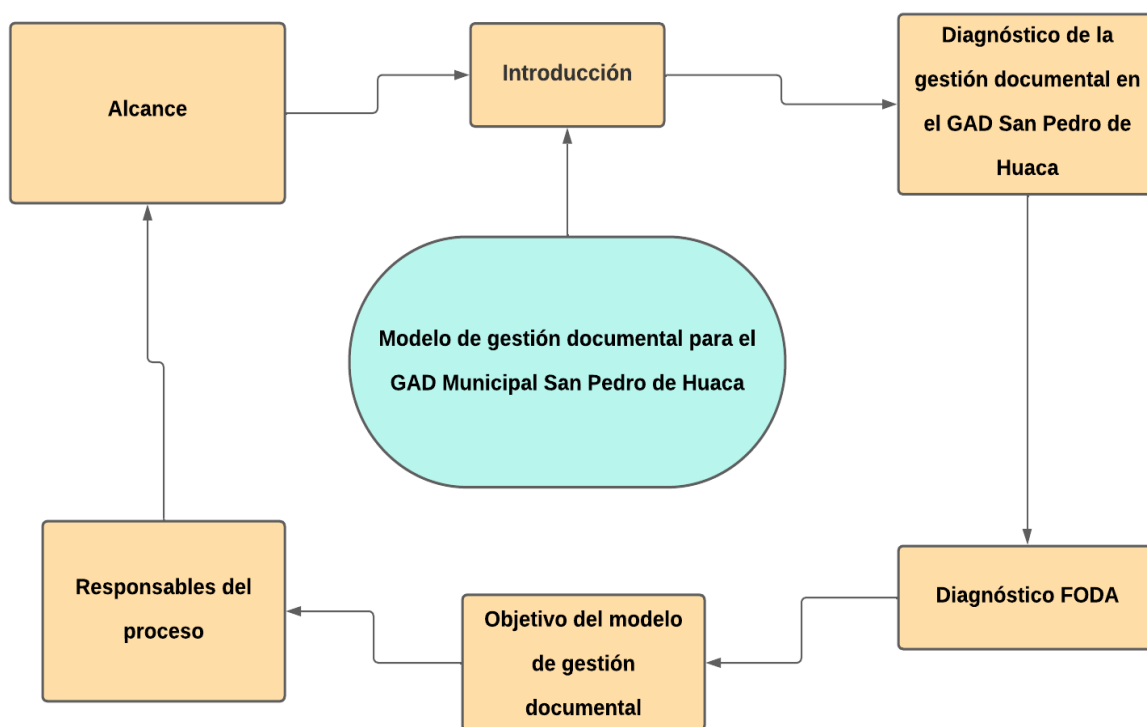 Alcance
Introducción
Diagnóstico de la
gestión documental en
el GAD San Pedro de
Huaca
Modelo de gestión documental para el
GAD Municipal San Pedro de Huaca
Responsables del
proceso
Objetivo del modelo
de gestión
documental
Diagnóstico FODA